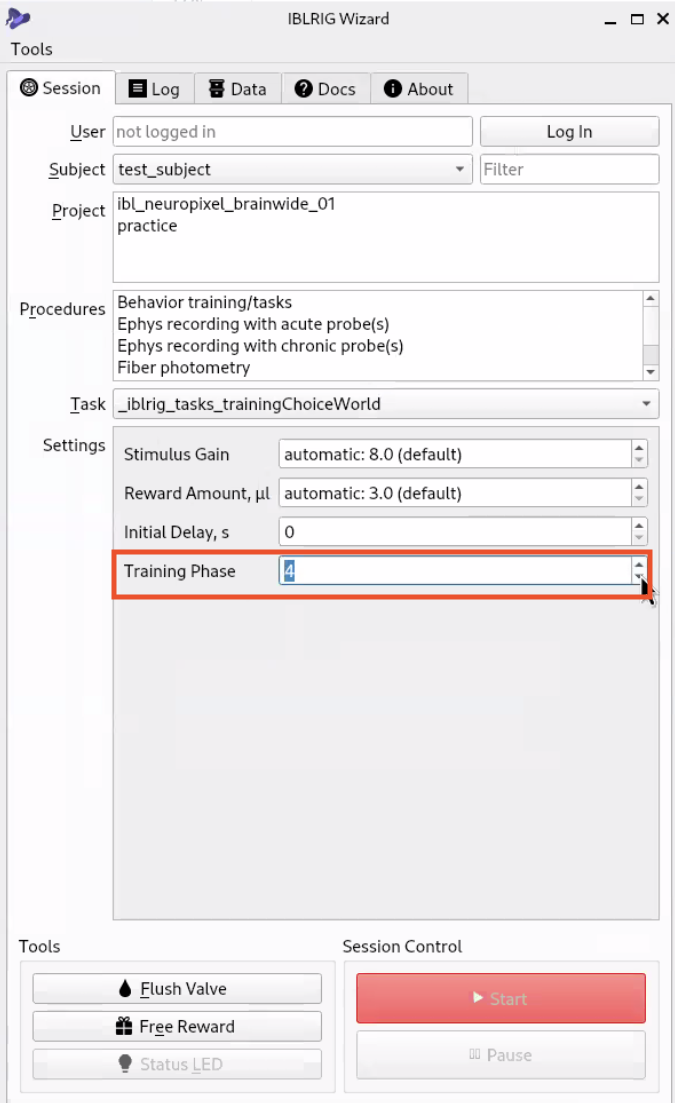 IBLRIG Wizard
Tools
Session Log Data Docs About
User not logged in Log In
Subject test_subject Filter
Project ibl_neuropixel_brainwide_01
practice
Procedures Behavior training/tasks
Ephys recording with acute probe(s)
Ephys recording with chronic probe(s)
Fiber photometry
Task _iblrig_tasks_trainingChoiceWorld
Settings
Stimulus Gain automatic: 8.0 (default)
Reward Amount, µl automatic: 3.0 (default)
Initial Delay, s 0
Training Phase 4
Tools Session Control
Flush Valve Start
Free Reward
Status LED Pause